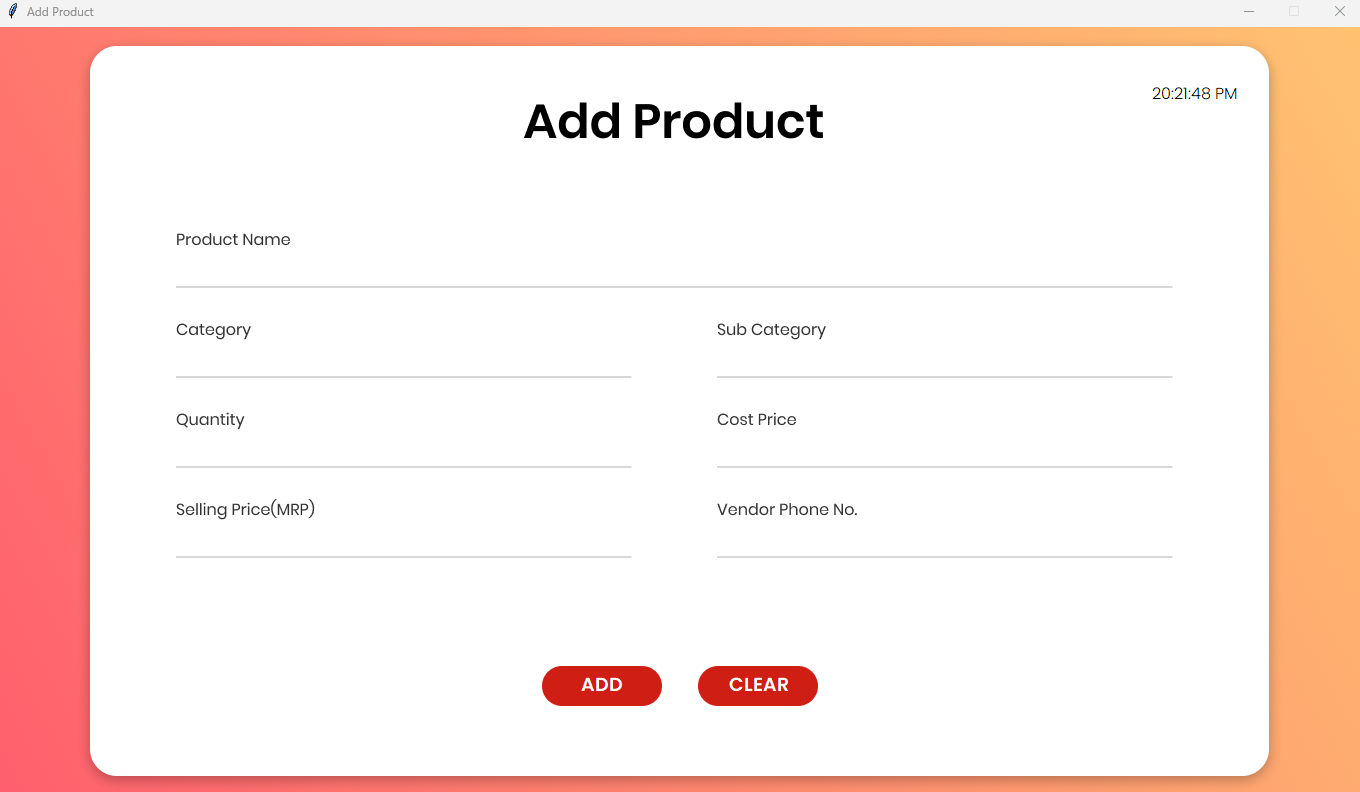 Add Product
20:21:48 PM
Add Product
Product Name
Category
Sub Category
Quantity
Cost Price
Selling Price(MRP)
Vendor Phone No.
ADD
CLEAR